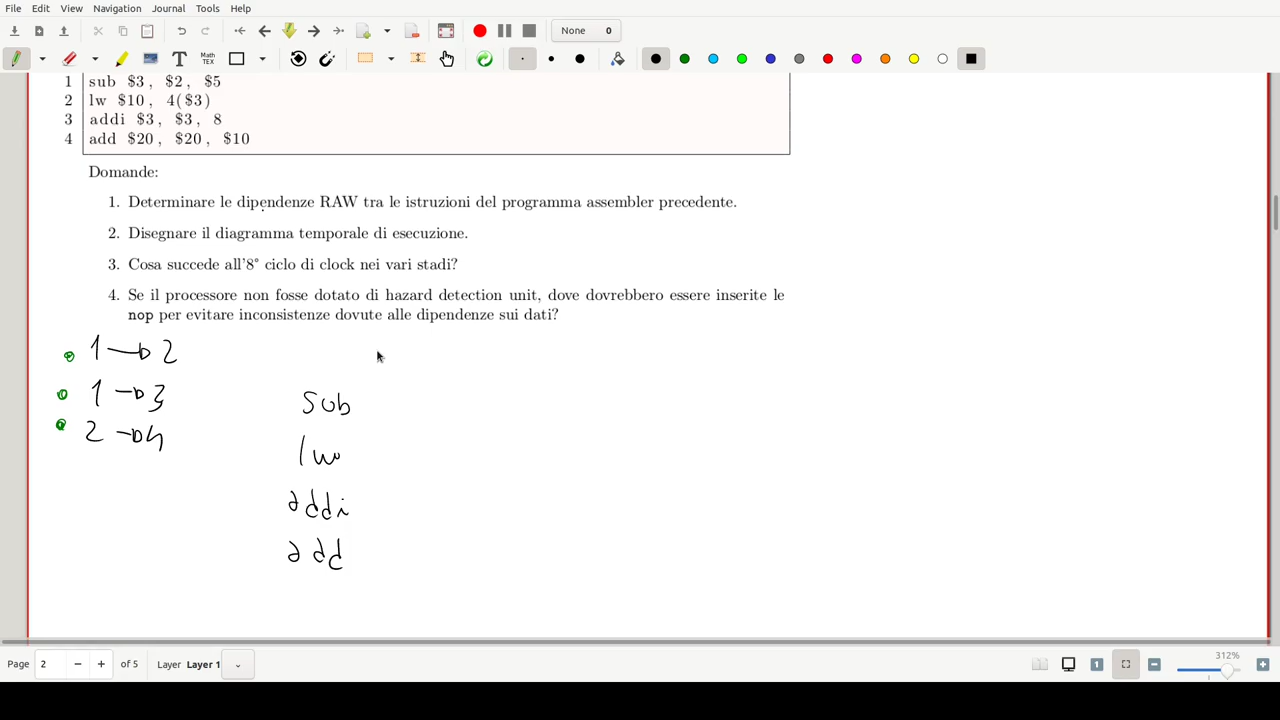 File Edit View Navigation Journal Tools Help
None 0
1 sub $3, $2, $5
2 lw $10, 4($3)
3 addi $3, $3, 8
4 add $20, $20, $10
Domande:
1. Determinare le dipendenze RAW tra le istruzioni del programma assembler precedente.
2. Disegnare il diagramma temporale di esecuzione.
3. Cosa succede all'8° ciclo di clock nei vari stadi?
4. Se il processore non fosse dotato di hazard detection unit, dove dovrebbero essere inserite le
nop per evitare inconsistenze dovute alle dipendenze sui dati?
1 → 2
1 → 3
2 → 4
sub
lw
addi
add
Page 2 of 5 Layer Layer 1 312%